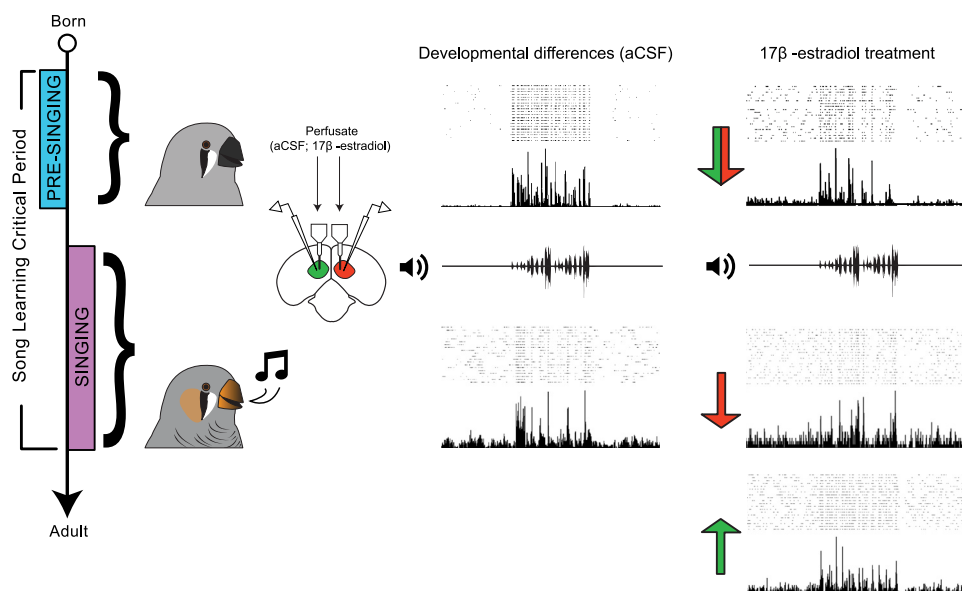 Born
Song Learning Critical Period
PRE-SINGING
SINGING
Adult
Perfusate
(aCSF; 17β -estradiol)
Developmental differences (aCSF)
17β -estradiol treatment